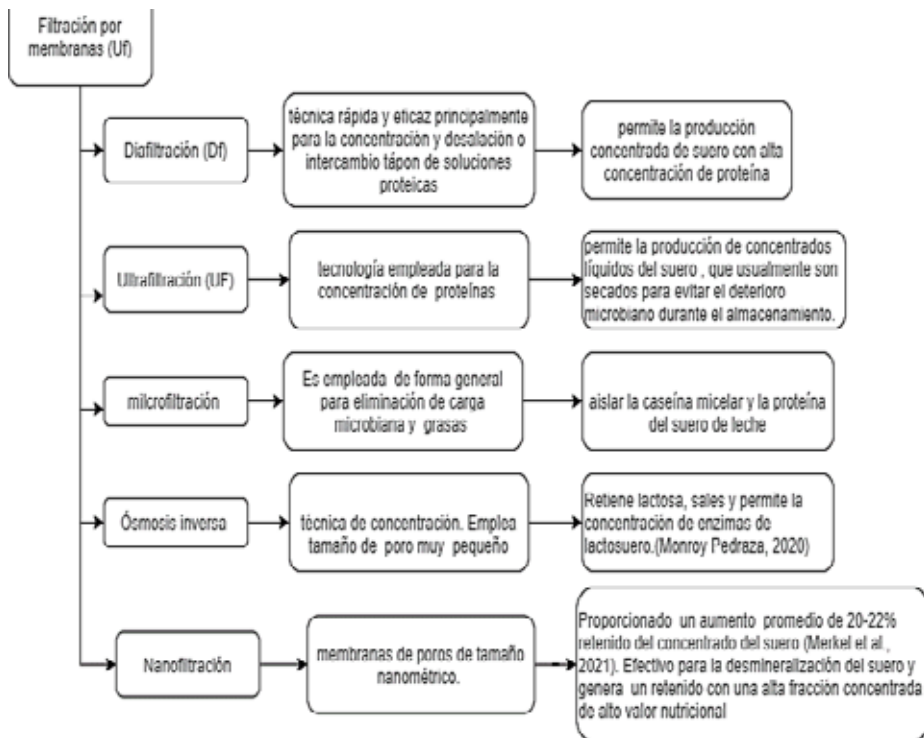 Filtración por
membranas (Uf)
Diafiltración (Df)
técnica rápida y eficaz principalmente
para la concentración y desalación o
intercambio tápon de soluciones
proteicas
permite la producción
concentrada de suero con alta
concentración de proteína
Ultrafiltración (UF)
tecnología empleada para la
concentración de proteínas
permite la producción de concentrados
líquidos del suero , que usualmente son
secados para evitar el deterioro
microbiano durante el almacenamiento.
milcrofiltración
Es empleada de forma general
para eliminación de carga
microbiana y grasas
aislar la caseína micelar y la proteína
del suero de leche
Ósmosis inversa
técnica de concentración. Emplea
tamaño de poro muy pequeño
Retiene lactosa, sales y permite la
concentración de enzimas de
lactosuero.(Monroy Pedraza, 2020)
Nanofiltración
membranas de poros de tamaño
nanométrico.
Proporcionado un aumento promedio de 20-22%
retenido del concentrado del suero (Merkel et al.,
2021). Efectivo para la desmineralización del suero y
genera un retenido con una alta fracción concentrada
de alto valor nutricional